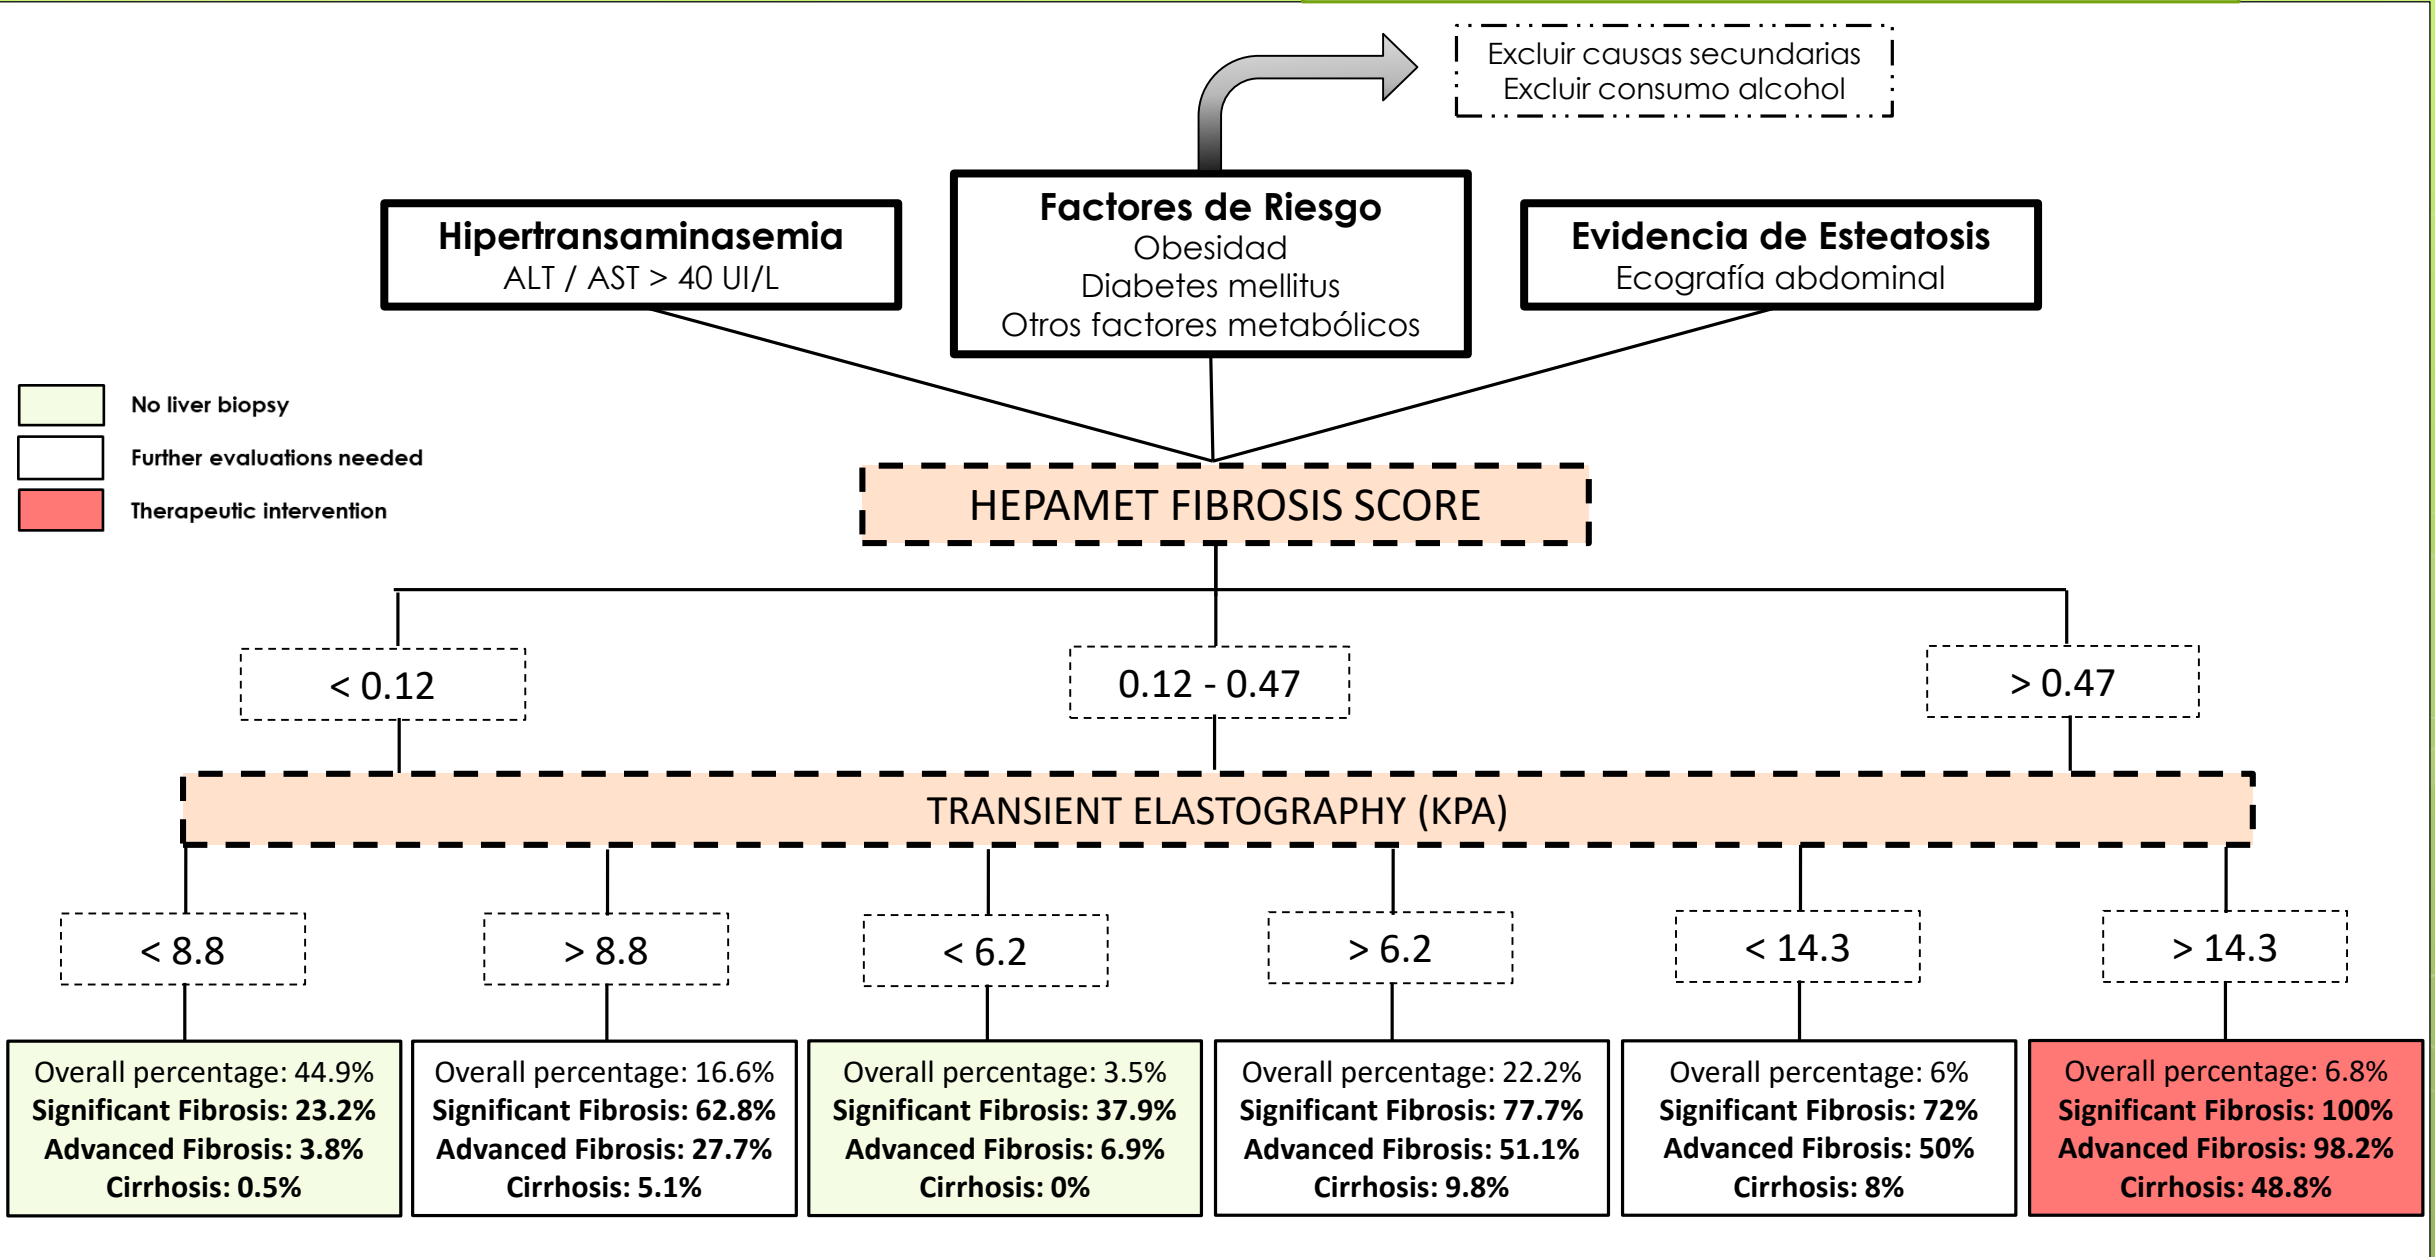 Excluir causas secundarias
Excluir consumo alcohol
Hipertransaminasemia
ALT / AST > 40 UI/L
Factores de Riesgo
Obesidad
Diabetes mellitus
Otros factores metabólicos
Evidencia de Esteatosis
Ecografía abdominal
No liver biopsy
Further evaluations needed
Therapeutic intervention
HEPAMET FIBROSIS SCORE
< 0.12
0.12 - 0.47
> 0.47
TRANSIENT ELASTOGRAPHY (KPA)
< 8.8
> 8.8
< 6.2
> 6.2
< 14.3
> 14.3
Overall percentage: 44.9%
Significant Fibrosis: 23.2%
Advanced Fibrosis: 3.8%
Cirrhosis: 0.5%
Overall percentage: 16.6%
Significant Fibrosis: 62.8%
Advanced Fibrosis: 27.7%
Cirrhosis: 5.1%
Overall percentage: 3.5%
Significant Fibrosis: 37.9%
Advanced Fibrosis: 6.9%
Cirrhosis: 0%
Overall percentage: 22.2%
Significant Fibrosis: 77.7%
Advanced Fibrosis: 51.1%
Cirrhosis: 9.8%
Overall percentage: 6%
Significant Fibrosis: 72%
Advanced Fibrosis: 50%
Cirrhosis: 8%
Overall percentage: 6.8%
Significant Fibrosis: 100%
Advanced Fibrosis: 98.2%
Cirrhosis: 48.8%